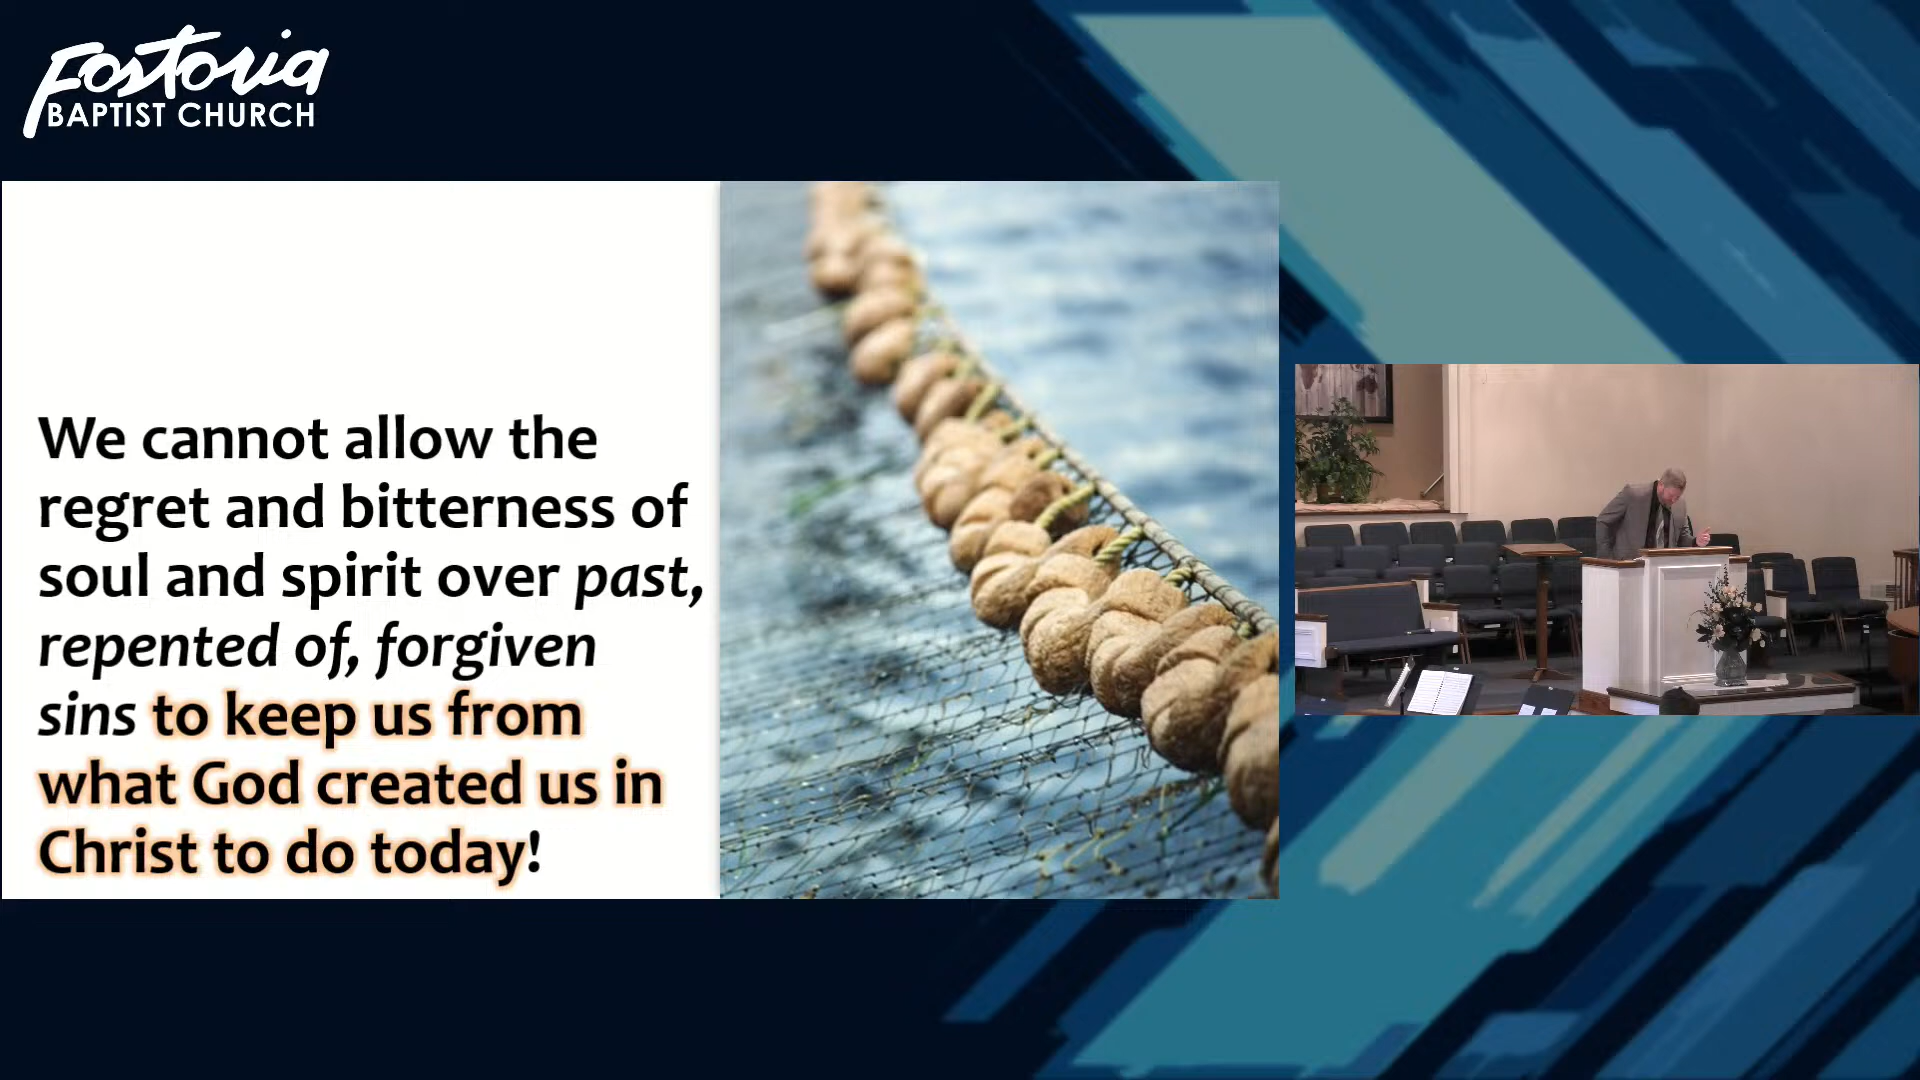 Fostoria
BAPTIST CHURCH
We cannot allow the
regret and bitterness of
soul and spirit over past,
repented of, forgiven
sins to keep us from
what God created us in
Christ to do today!